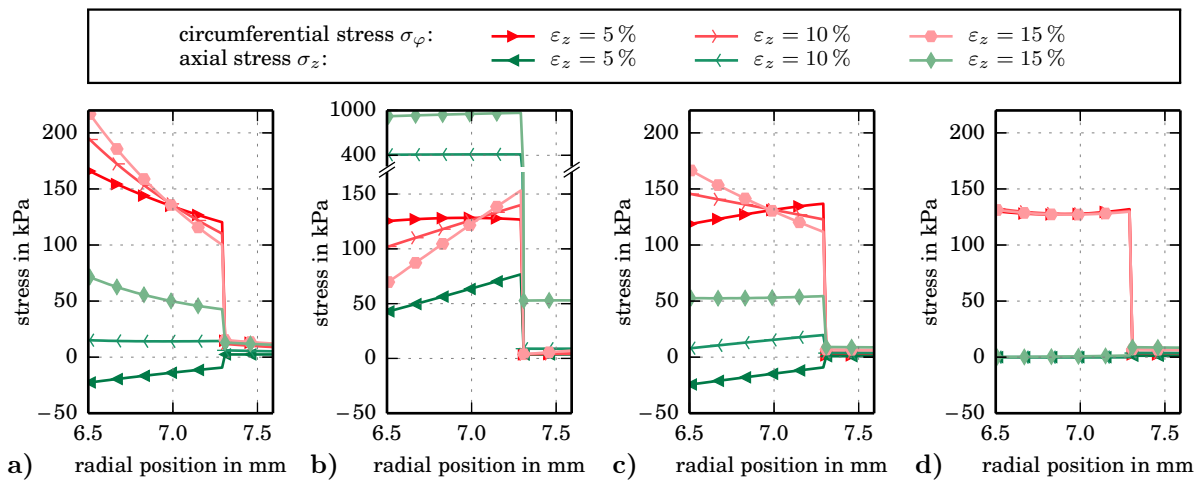 circumferential stress σφ: εz = 5 % εz = 10 % εz = 15 %
axial stress σz: εz = 5 % εz = 10 % εz = 15 %
200
150
100
50
0
−50
stress in kPa
6.5 7.0 7.5
a) radial position in mm
1000
400
150
100
50
0
−50
stress in kPa
6.5 7.0 7.5
b) radial position in mm
200
150
100
50
0
−50
stress in kPa
6.5 7.0 7.5
c) radial position in mm
200
150
100
50
0
−50
stress in kPa
6.5 7.0 7.5
d) radial position in mm